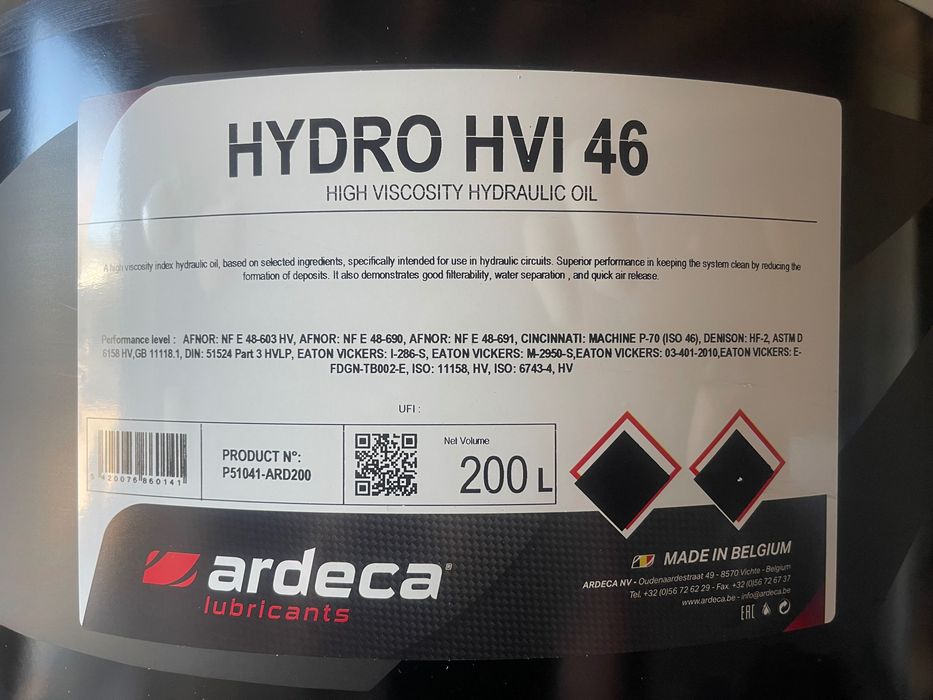 HYDRO HVI 46
HIGH VISCOSITY HYDRAULIC OIL
A high viscosity index hydraulic oil, based on selected ingredients, specifically intended for use in hydraulic circuits. Superior performance in keeping the system clean by reducing the
formation of deposits. It also demonstrates good filterability, water separation , and quick air release.
Performance level : AFNOR: NF E 48-603 HV, AFNOR: NF E 48-690, AFNOR: NF E 48-691, CINCINNATI: MACHINE P-70 (ISO 46), DENISON: HF-2, ASTM D
6158 HV,GB 11118.1, DIN: 51524 Part 3 HVLP, EATON VICKERS: I-286-S, EATON VICKERS: M-2950-S,EATON VICKERS: 03-401-2010,EATON VICKERS: E-
FDGN-TB002-E, ISO: 11158, HV, ISO: 6743-4, HV
UFI :
5 420076 860141
PRODUCT N°:
P51041-ARD200
Net Volume
200 L
ardeca®
lubricants
MADE IN BELGIUM
ARDECA NV - Oudenaardestraat 49 - 8570 Vichte - Belgium
Tel. +32 (0)56 72 62 29 - Fax. +32 (0)56 72 67 37
www.ardeca.be - info@ardeca.be
EAC